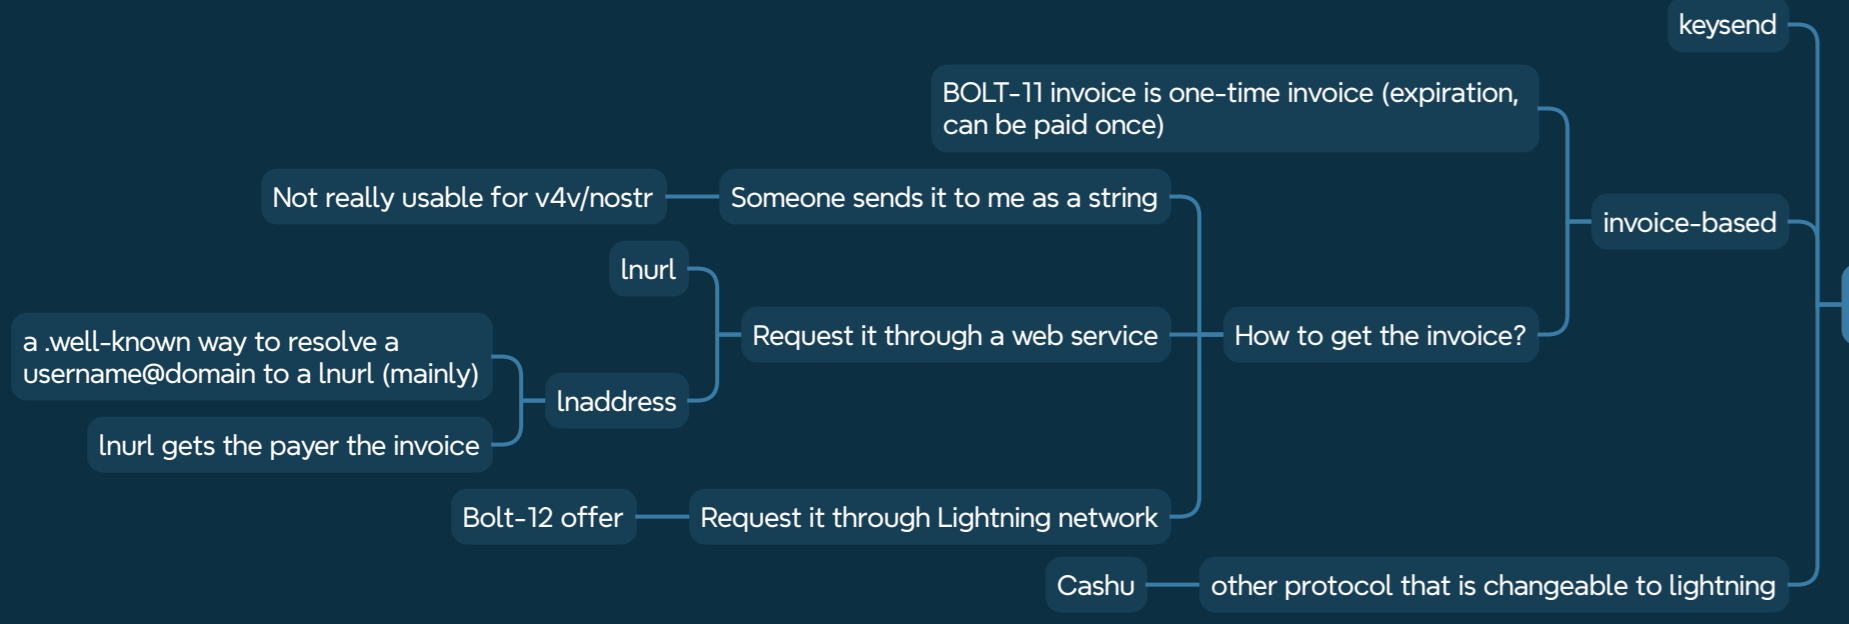 keysend
BOLT-11 invoice is one-time invoice (expiration,
can be paid once)
Not really usable for v4v/nostr
Someone sends it to me as a string
invoice-based
lnurl
Request it through a web service
How to get the invoice?
a .well-known way to resolve a
username@domain to a lnurl (mainly)
lnaddress
lnurl gets the payer the invoice
Bolt-12 offer
Request it through Lightning network
Cashu
other protocol that is changeable to lightning